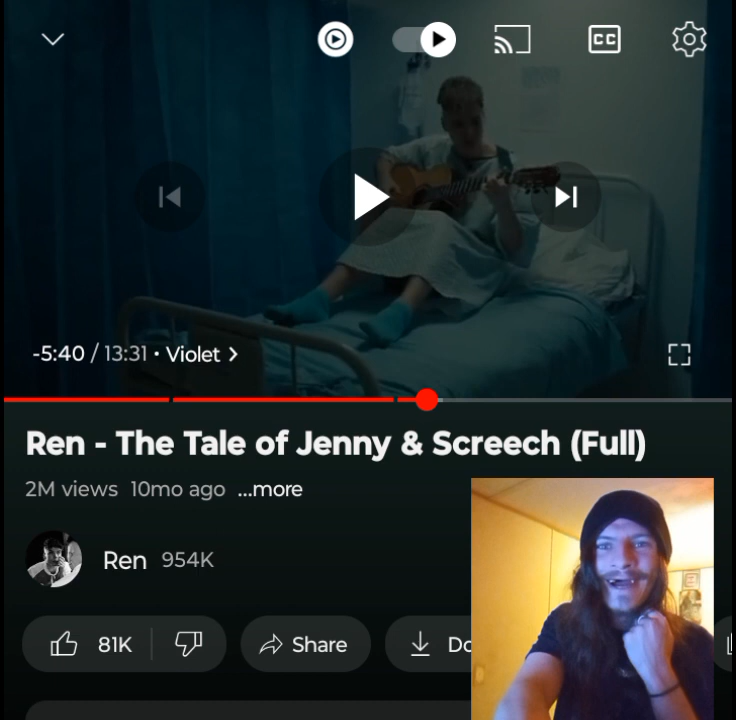 CC
-5:40 / 13:31 • Violet >
Ren - The Tale of Jenny & Screech (Full)
2M views 10mo ago ...more
Ren 954K
81K Share Do